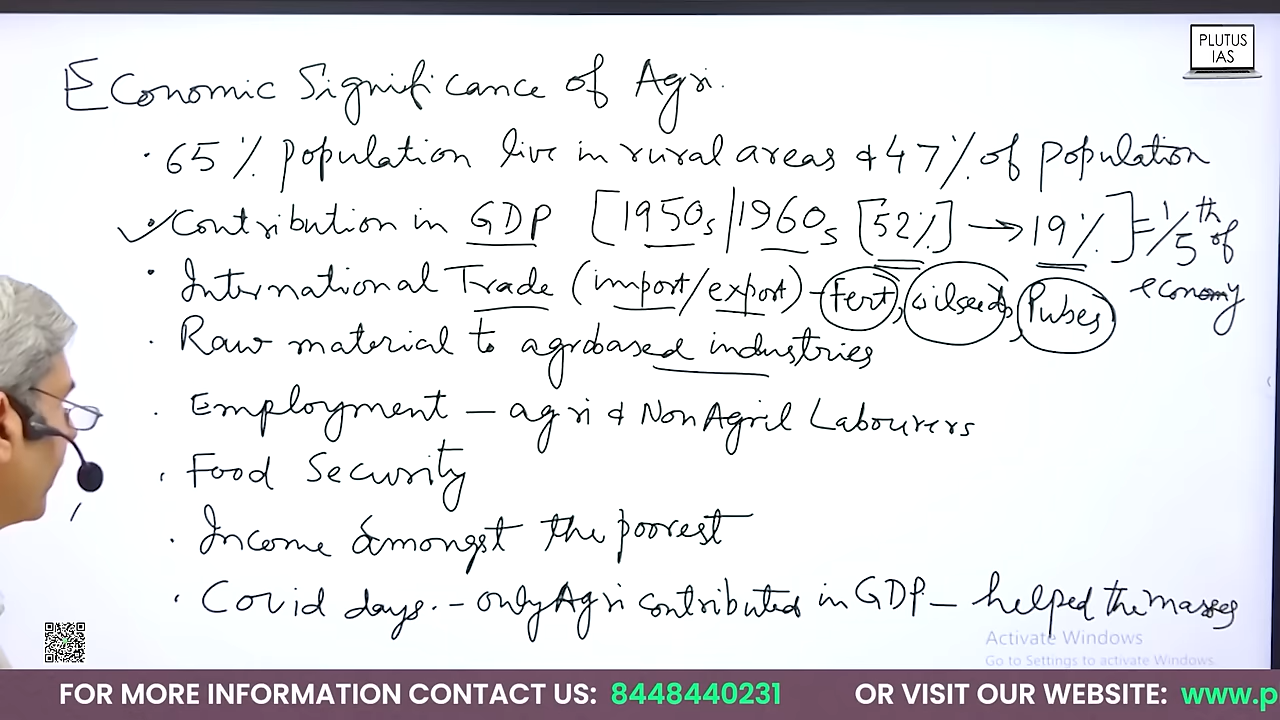 PLUTUS
IAS
Economic Significance of Agri.
· 65% population live in rural areas & 47% of population
✓ Contribution in GDP [1950s/1960s [52%] → 19%] = 1/5th of economy
· International Trade (import/export) - Fert, oilseeds, Pulses
· Raw material to agrobased industries
· Employment - agri & Non Agril Labourers
· Food Security
· Income amongst the poorest
· Covid days. - only Agri contributed in GDP - helped the masses
Activate Windows
Go to Settings to activate Windows.
FOR MORE INFORMATION CONTACT US: 8448440231 OR VISIT OUR WEBSITE: www.p